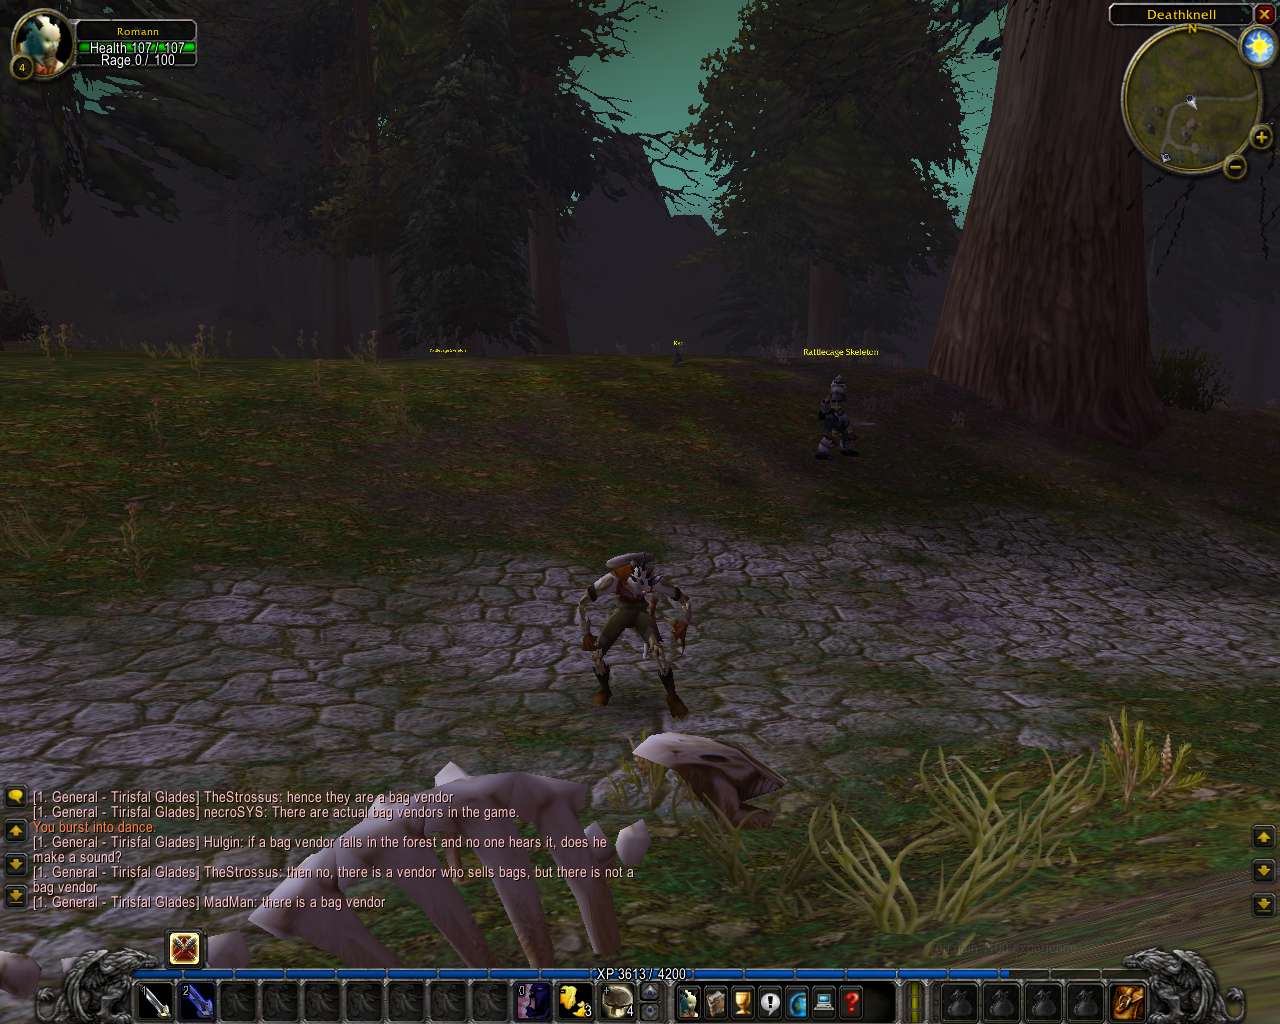 Romann
Health 107 / 107
Rage 0 / 100
4
Deathknell
N
Rattlecage Skeleton
Rattlecage Skeleton
[1. General - Tirisfal Glades] TheStrossus: hence they are a bag vendor
[1. General - Tirisfal Glades] necroSYS: There are actual bag vendors in the game.
You burst into dance.
[1. General - Tirisfal Glades] Hulgin: if a bag vendor falls in the forest and no one hears it, does he
make a sound?
[1. General - Tirisfal Glades] TheStrossus: then no, there is a vendor who sells bags, but there is not a
bag vendor
[1. General - Tirisfal Glades] MadMan: there is a bag vendor
XP 3613 / 4200
1
2
3
4